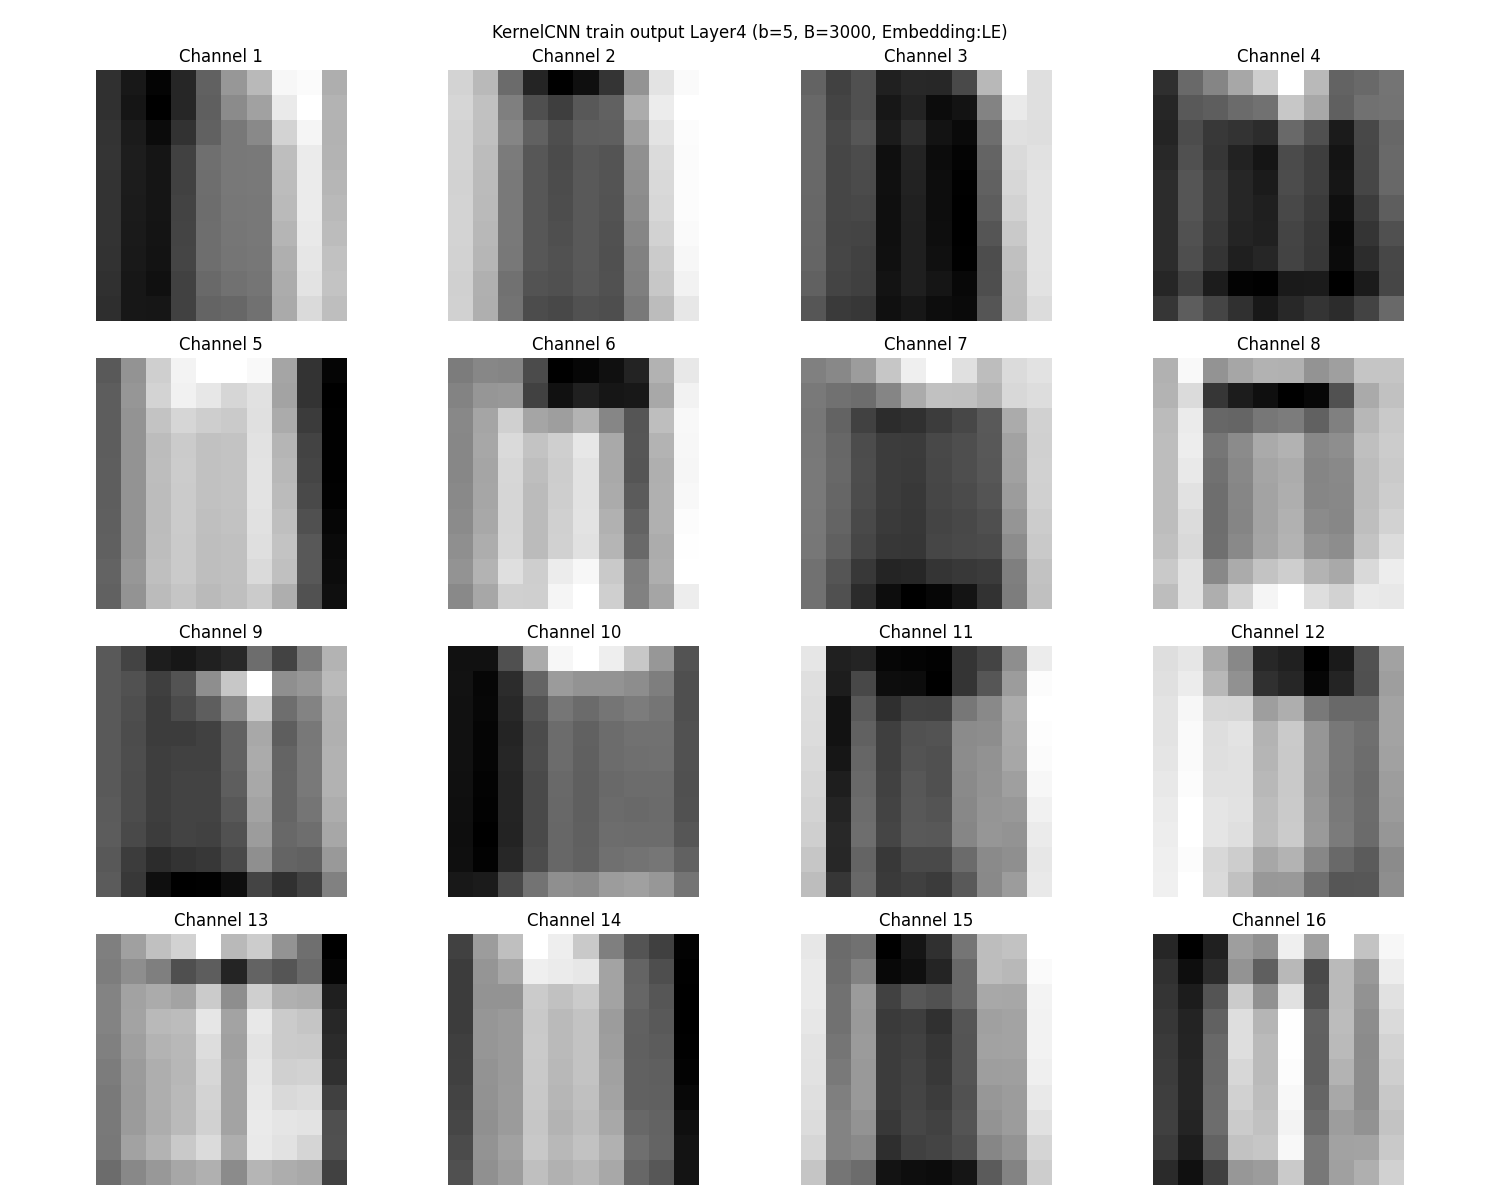 KernelCNN train output Layer4 (b=5, B=3000, Embedding:LE)
Channel 1
Channel 2
Channel 3
Channel 4
Channel 5
Channel 6
Channel 7
Channel 8
Channel 9
Channel 10
Channel 11
Channel 12
Channel 13
Channel 14
Channel 15
Channel 16